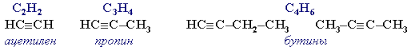 C₂H₂ C₃H₄ C₄H₆
HC≡CH HC≡C–CH₃ HC≡C–CH₂–CH₃ CH₃–C≡C–CH₃
ацетилен пропин бутины